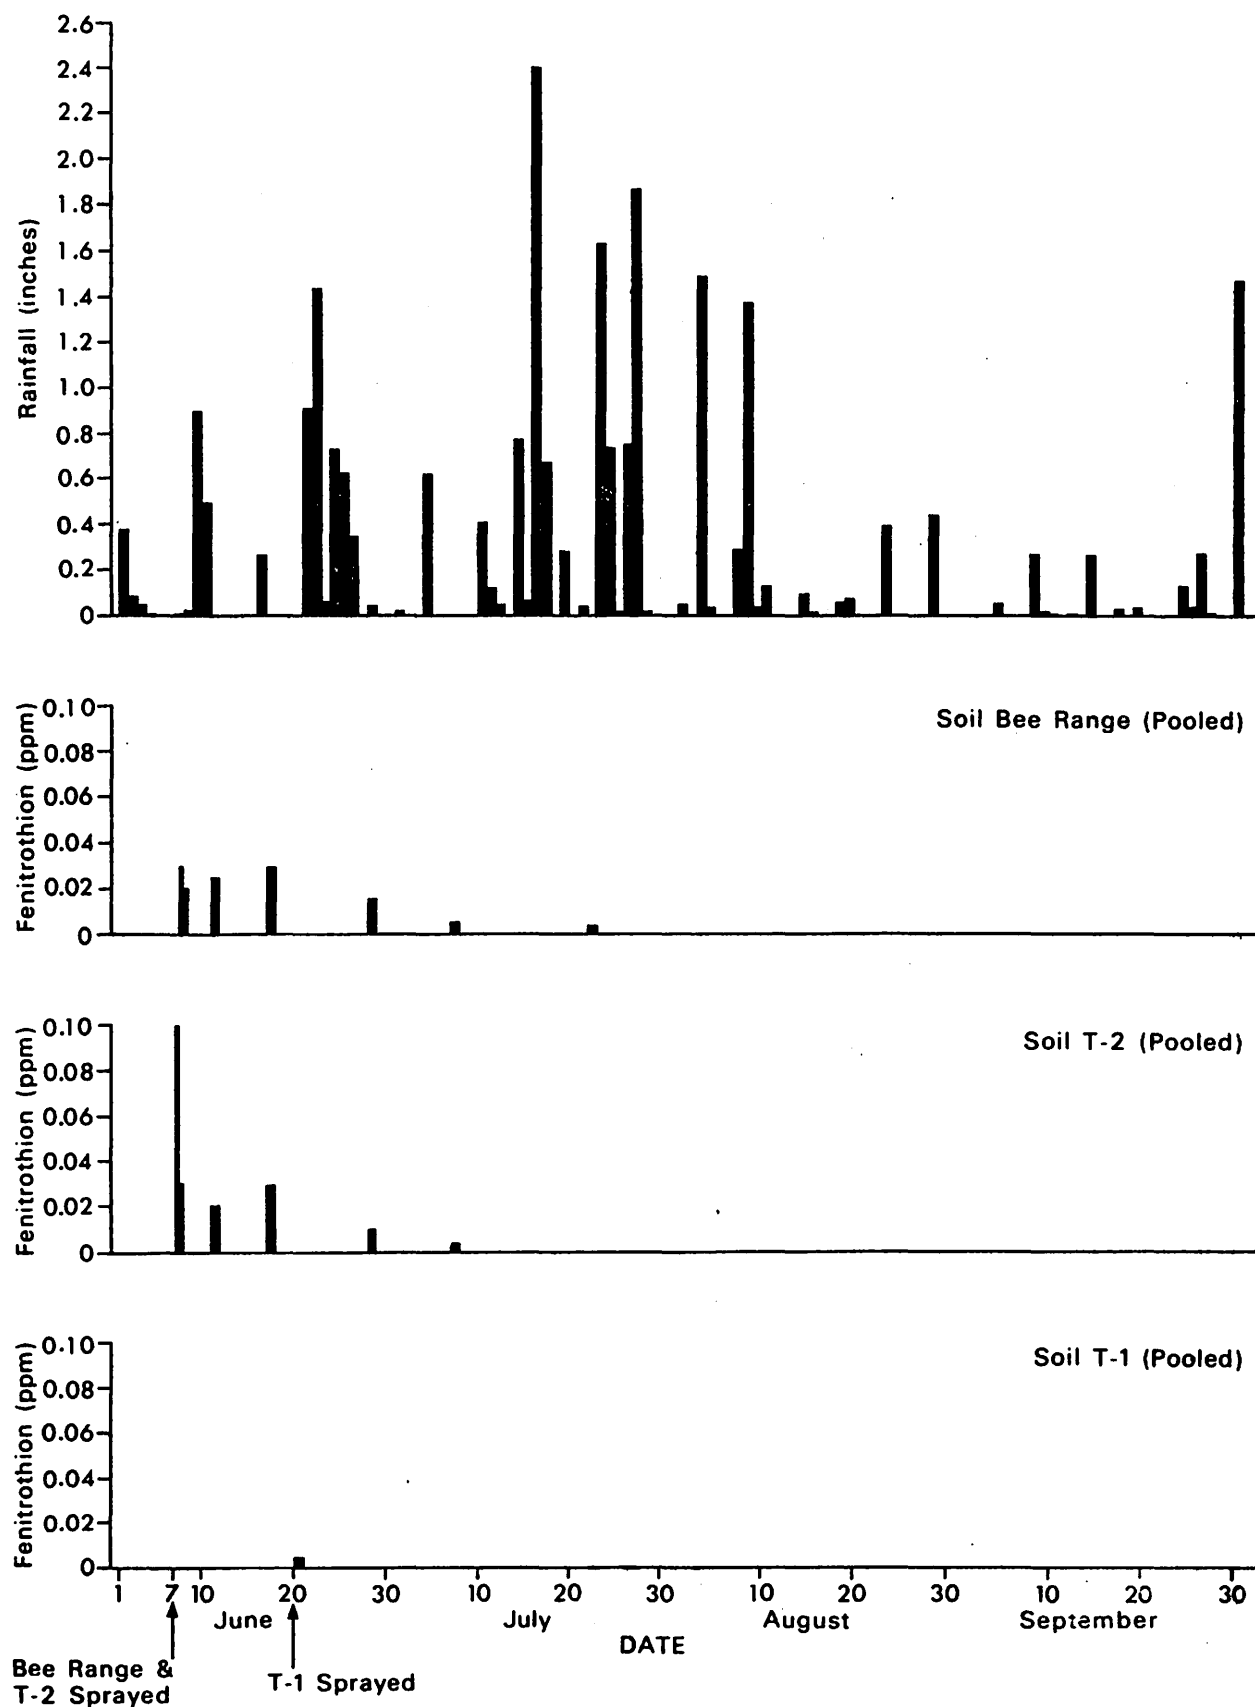 2.6
2.4
2.2
2.0
1.8
1.6
1.4
1.2
1.0
0.8
0.6
0.4
0.2
0
Rainfall (inches)
Soil Bee Range (Pooled)
0.10
0.08
0.06
0.04
0.02
0
Fenitrothion (ppm)
Soil T-2 (Pooled)
0.10
0.08
0.06
0.04
0.02
0
Fenitrothion (ppm)
Soil T-1 (Pooled)
0.10
0.08
0.06
0.04
0.02
0
Fenitrothion (ppm)
1 7 10 20 30 10 20 30 10 20 30 10 20 30
June July August September
DATE
Bee Range &
T-2 Sprayed
T-1 Sprayed